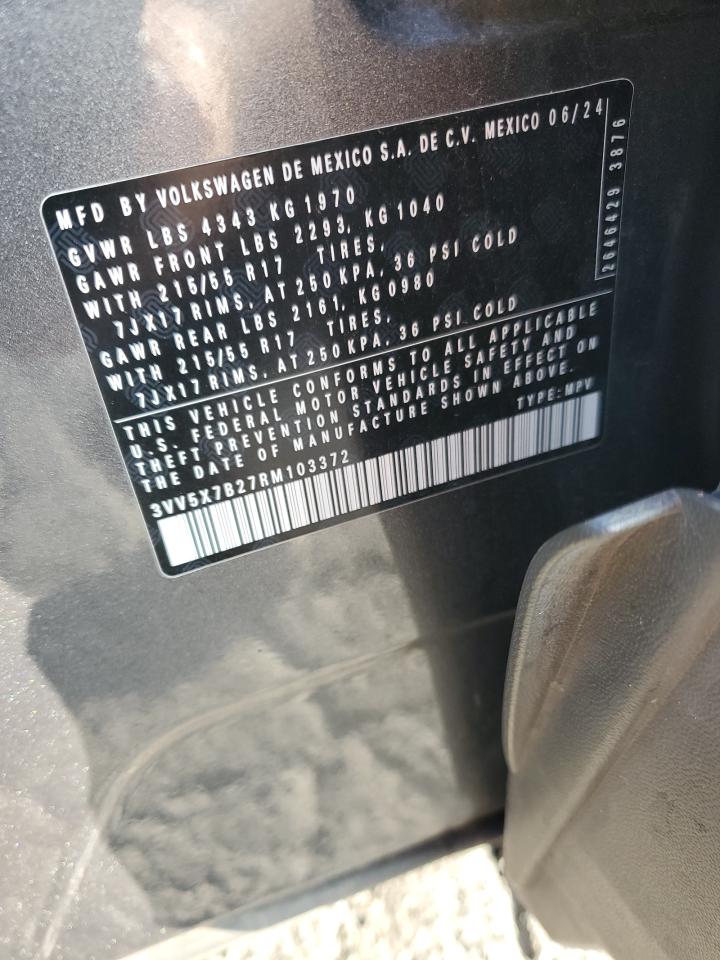 MFD BY VOLKSWAGEN DE MEXICO S.A. DE C.V. MEXICO 06/24
GVWR LBS 4343 KG 1970
GAWR FRONT LBS 2293, KG 1040
WITH 215/55 R17 TIRES,
7JX17 RIMS, AT 250 KPA, 36 PSI COLD
GAWR REAR LBS 2161, KG 0980
WITH 215/55 R17 TIRES,
7JX17 RIMS, AT 250 KPA, 36 PSI COLD
2646429 3876
THIS VEHICLE CONFORMS TO ALL APPLICABLE
U.S. FEDERAL MOTOR VEHICLE SAFETY AND
THEFT PREVENTION STANDARDS IN EFFECT ON
THE DATE OF MANUFACTURE SHOWN ABOVE.
3VV5X7B27RM103372 TYPE: MPV